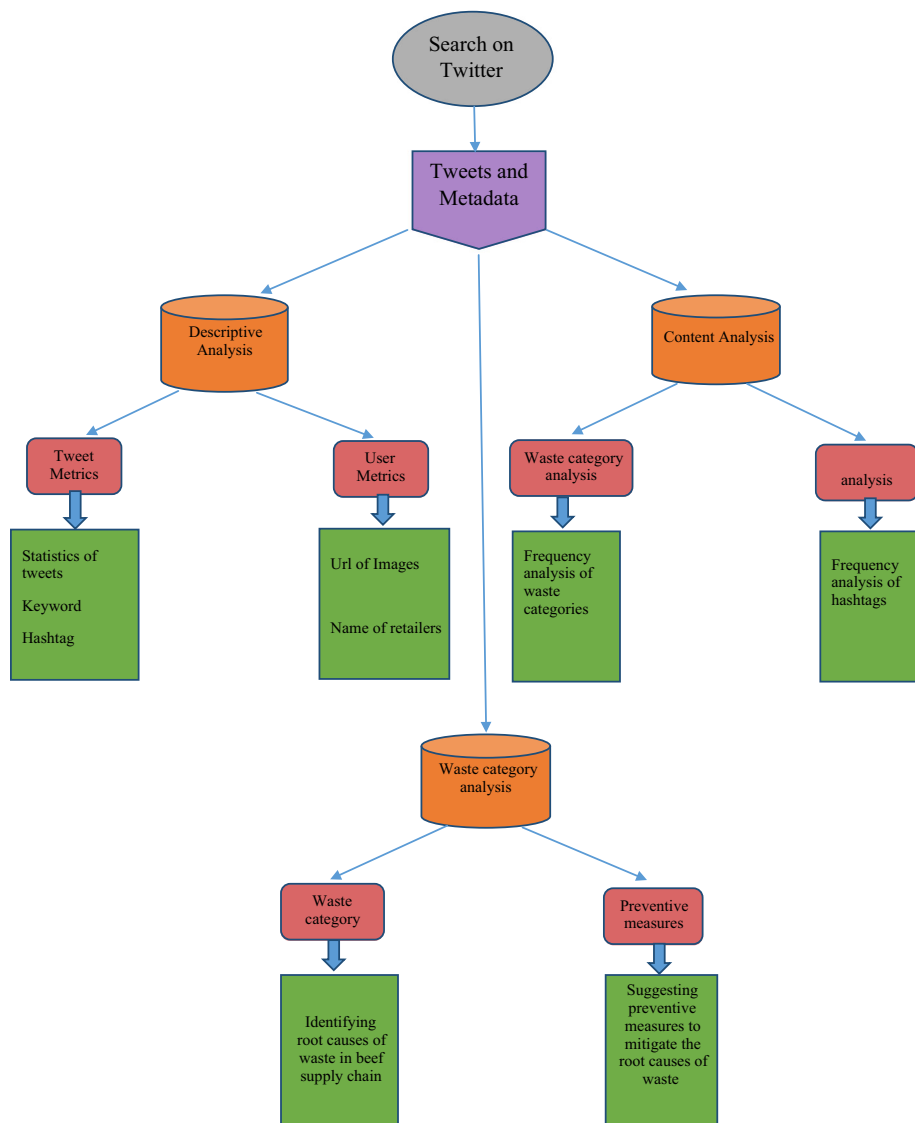 Search on
Twitter
Tweets and
Metadata
Descriptive
Analysis
Content Analysis
Tweet
Metrics
User
Metrics
Waste category
analysis
analysis
Statistics of
tweets
Keyword
Hashtag
Url of Images
Name of retailers
Frequency
analysis of
waste
categories
Frequency
analysis of
hashtags
Waste category
analysis
Waste
category
Preventive
measures
Identifying
root causes of
waste in beef
supply chain
Suggesting
preventive
measures to
mitigate the
root causes of
waste